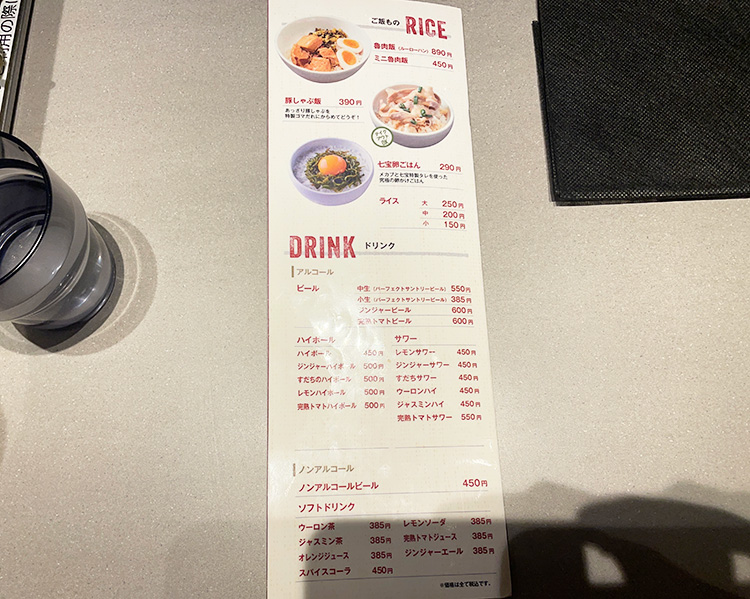 利用の際に
ご飯もの RICE
魯肉飯（ルーローハン） 890円
ミニ魯肉飯 450円
豚しゃぶ飯 390円
あっさり豚しゃぶを
特製ゴマだれにからめてどうぞ！
テイクアウトOK
七宝卵ごはん 290円
メカブと七宝特製タレを使った
究極の卵かけごはん
ライス 大 250円
中 200円
小 150円
DRINK ドリンク
アルコール
ビール 中生（パーフェクトサントリービール） 550円
小生（パーフェクトサントリービール） 385円
ジンジャービール 600円
完熟トマトビール 600円
ハイボール
ハイボール 450円
ジンジャーハイボール 500円
すだちのハイボール 500円
レモンハイボール 500円
完熟トマトハイボール 500円
サワー
レモンサワー 450円
ジンジャーサワー 450円
すだちサワー 450円
ウーロンハイ 450円
ジャスミンハイ 450円
完熟トマトサワー 550円
ノンアルコール
ノンアルコールビール 450円
ソフトドリンク
ウーロン茶 385円
ジャスミン茶 385円
オレンジジュース 385円
スパイスコーラ 450円
レモンソーダ 385円
完熟トマトジュース 385円
ジンジャーエール 385円
※価格は全て税込です。